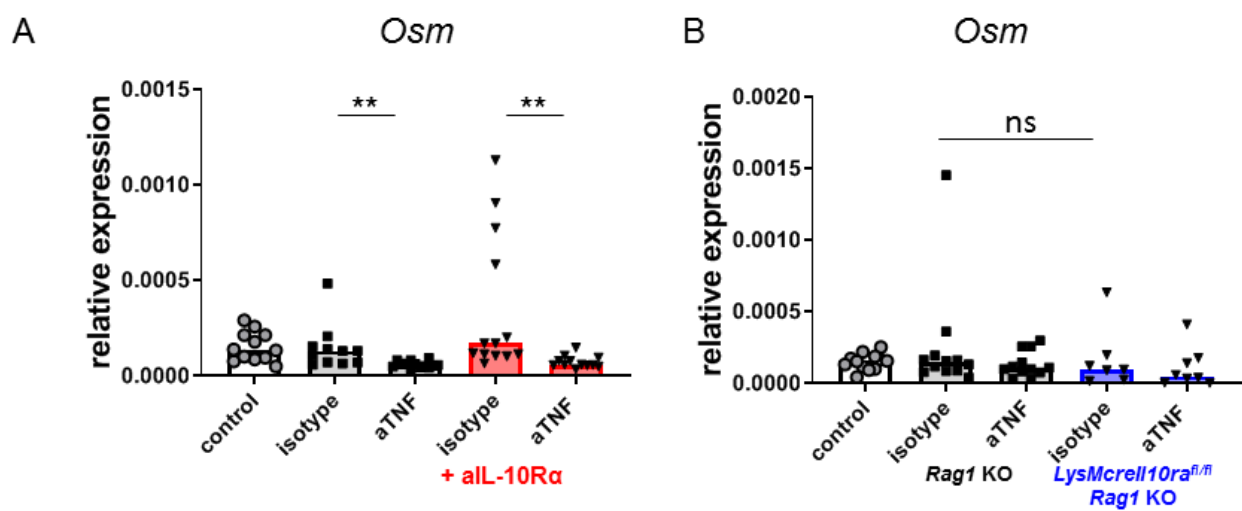 A
Osm
relative expression
0.0015
0.0010
0.0005
0.0000
**
**
control
isotype
aTNF
isotype
aTNF
+ aIL-10Rα
B
Osm
relative expression
0.0020
0.0015
0.0010
0.0005
0.0000
ns
control
isotype
aTNF
isotype
aTNF
Rag1 KO
LysMcreIl10ra^fl/fl
Rag1 KO